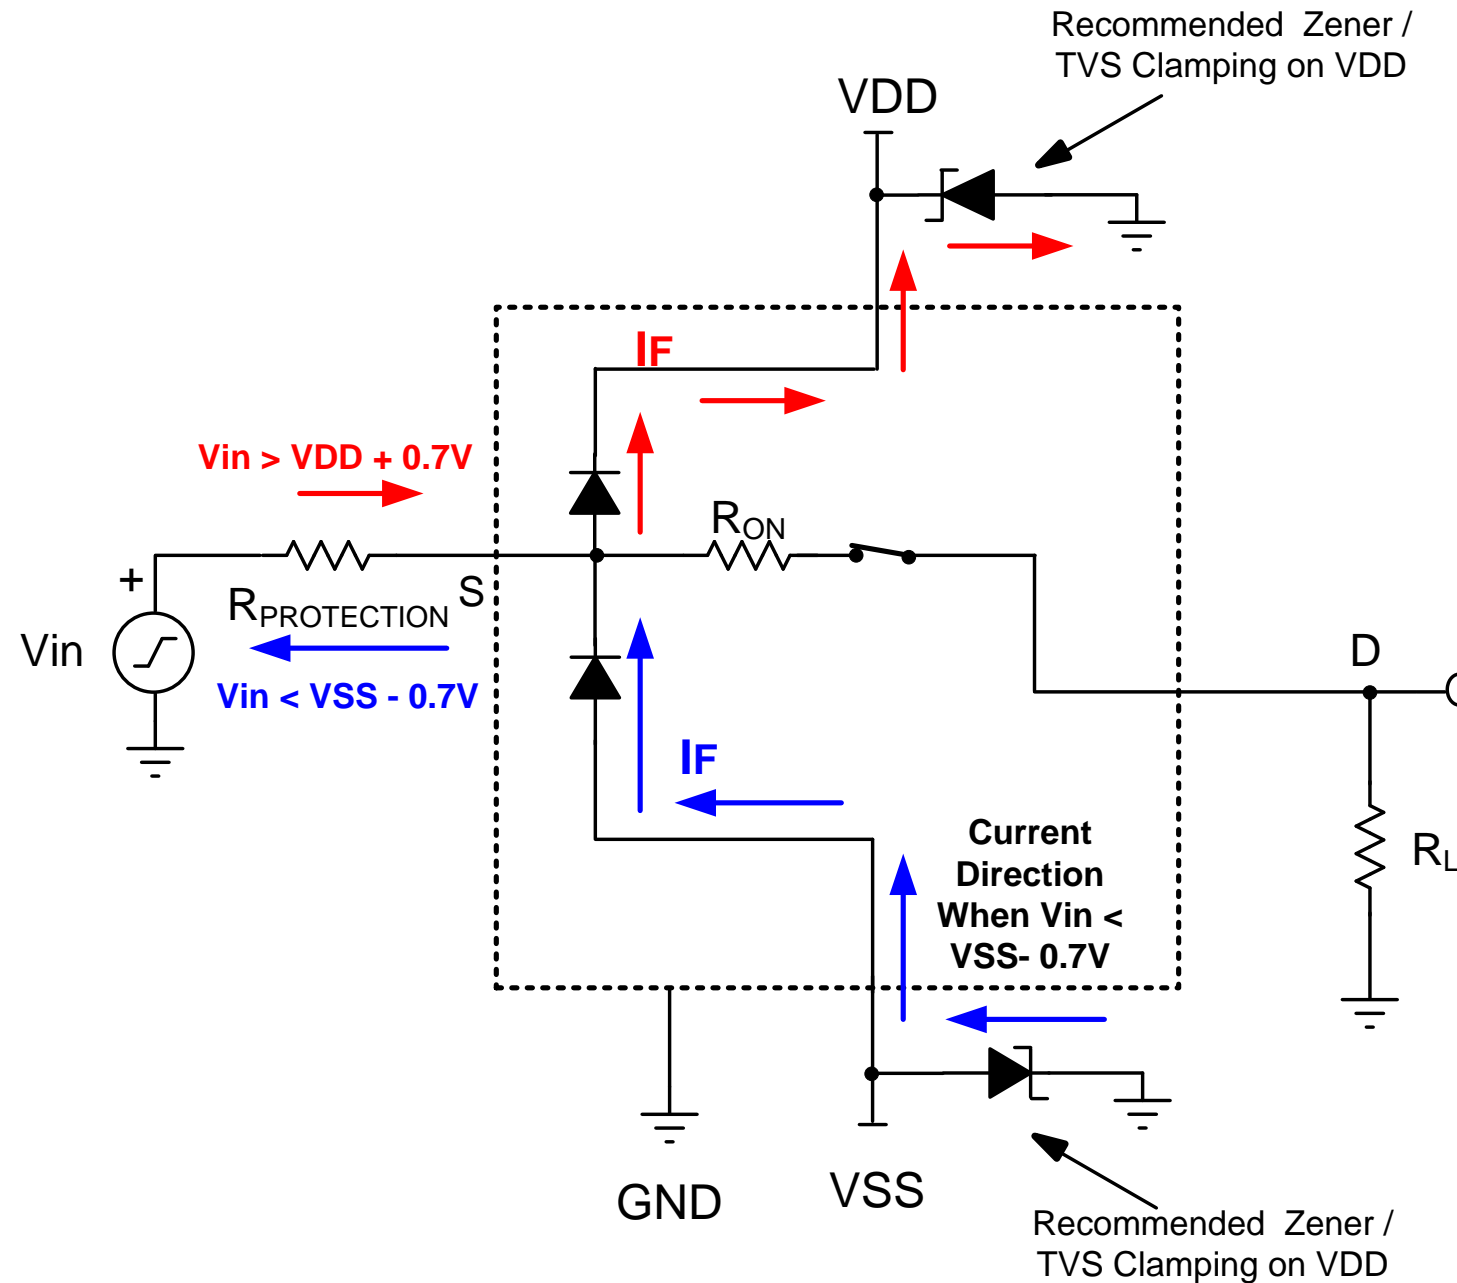 Recommended Zener /
TVS Clamping on VDD
VDD
IF
Vin > VDD + 0.7V
RON
+
S
RPROTECTION
Vin
D
Vin < VSS - 0.7V
IF
Current
Direction
When Vin <
VSS- 0.7V
RL
GND
VSS
Recommended Zener /
TVS Clamping on VDD